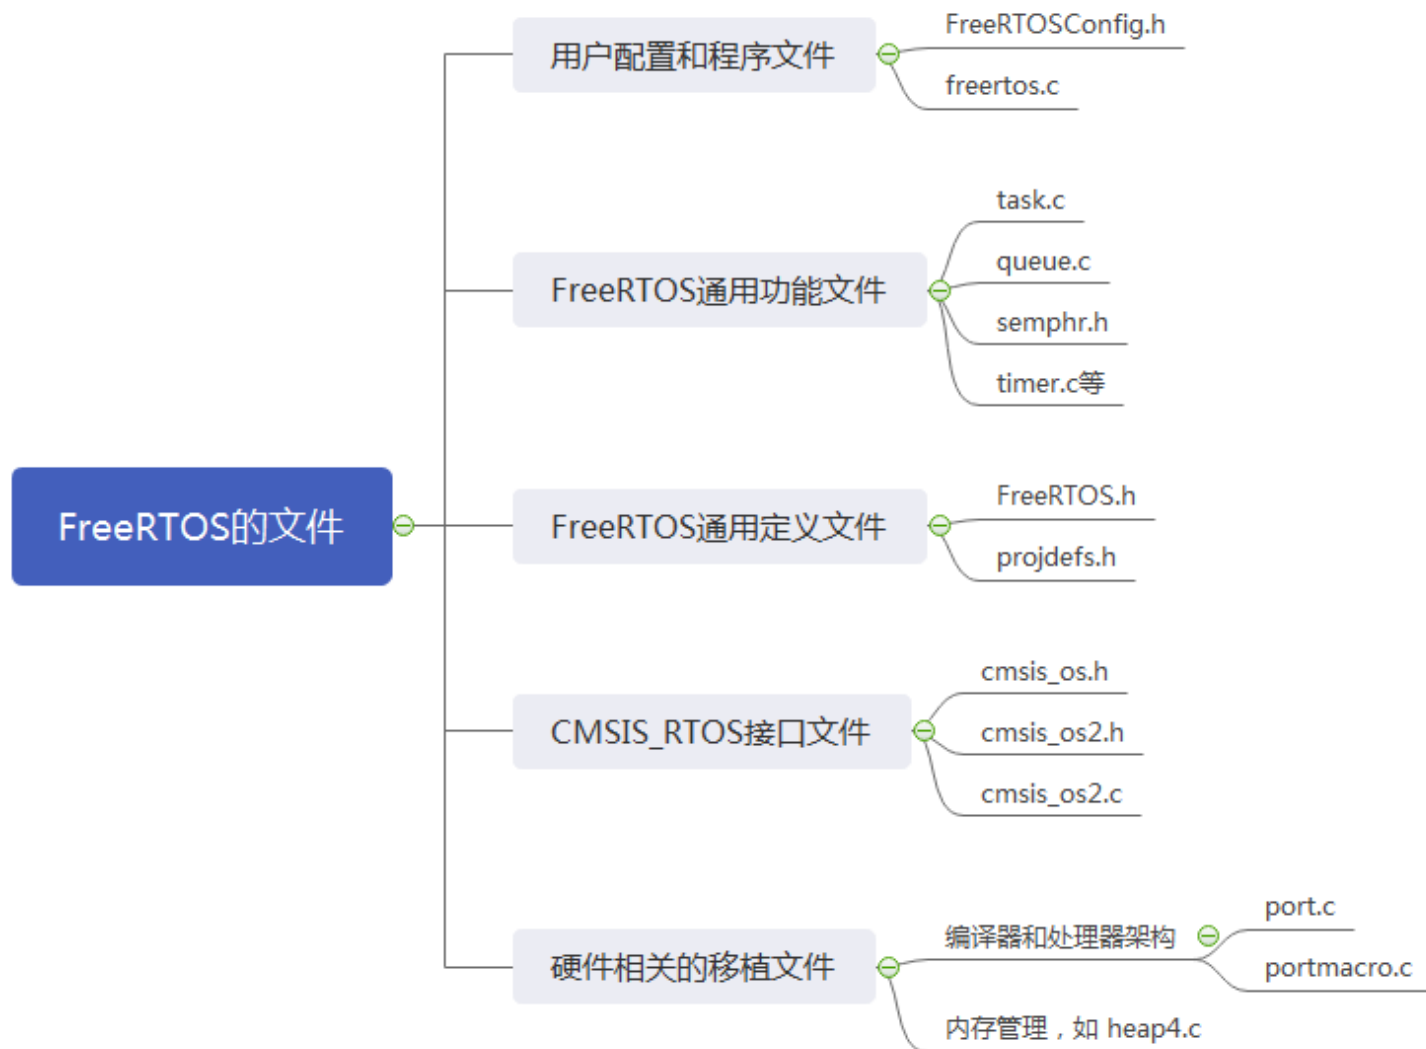 FreeRTOS的文件
用户配置和程序文件
FreeRTOSConfig.h
freertos.c
FreeRTOS通用功能文件
task.c
queue.c
semphr.h
timer.c等
FreeRTOS通用定义文件
FreeRTOS.h
projdefs.h
CMSIS_RTOS接口文件
cmsis_os.h
cmsis_os2.h
cmsis_os2.c
硬件相关的移植文件
编译器和处理器架构
port.c
portmacro.c
内存管理，如 heap4.c